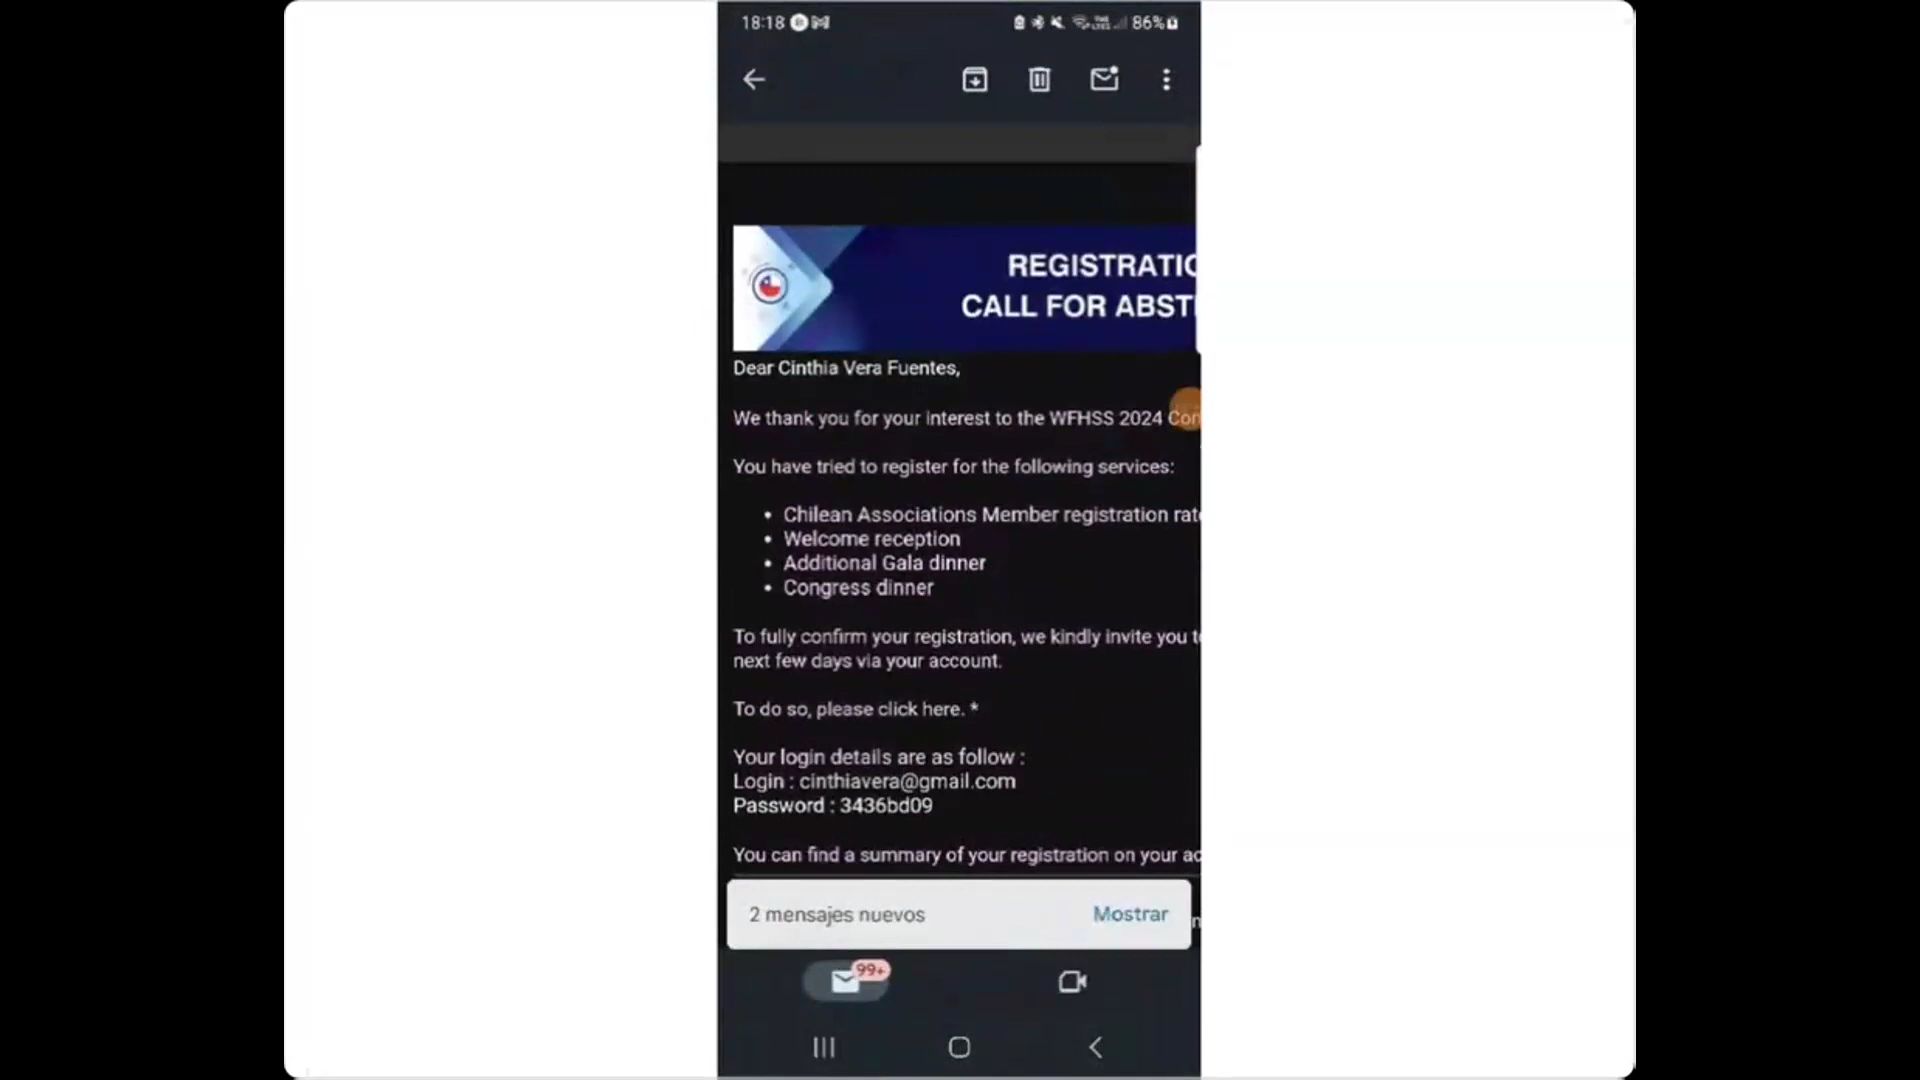 18:18 86%
REGISTRATIO
CALL FOR ABST
Dear Cinthia Vera Fuentes,
We thank you for your interest to the WFHSS 2024 Con
You have tried to register for the following services:
• Chilean Associations Member registration rate
• Welcome reception
• Additional Gala dinner
• Congress dinner
To fully confirm your registration, we kindly invite you t
next few days via your account.
To do so, please click here. *
Your login details are as follow :
Login : cinthiavera@gmail.com
Password : 3436bd09
You can find a summary of your registration on your ac
2 mensajes nuevos Mostrar
99+